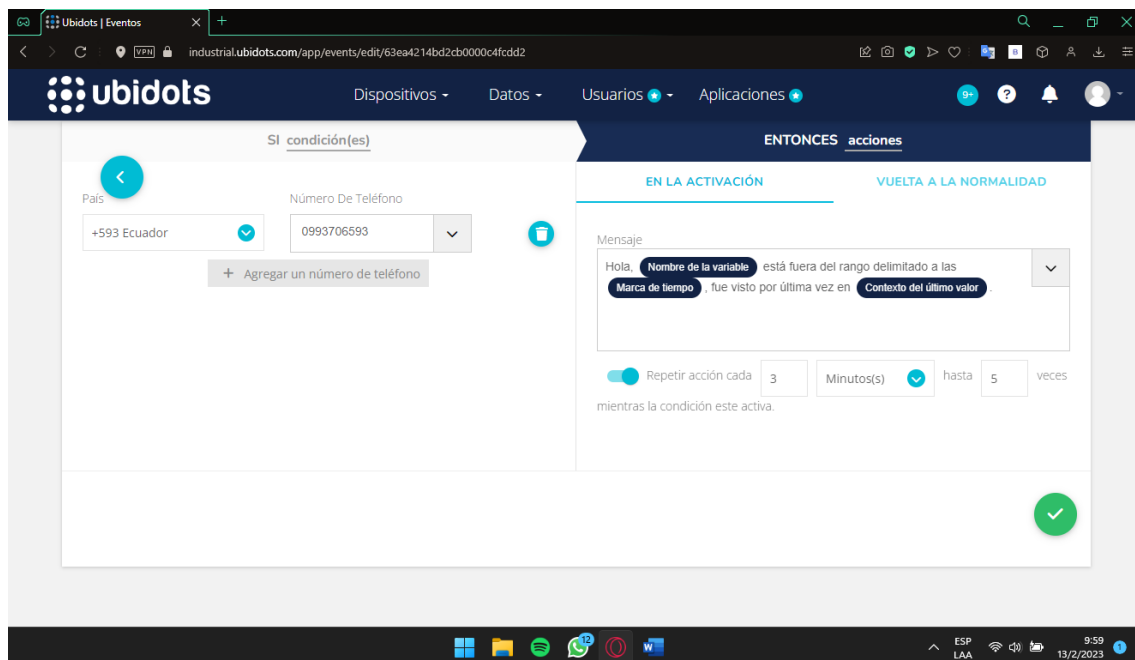 Ubidots | Eventos
VPN industrial.ubidots.com/app/events/edit/63ea4214bd2cb0000c4fcdd2
ubidots Dispositivos Datos Usuarios Aplicaciones 9+ ?
SI condición(es) ENTONCES acciones
EN LA ACTIVACIÓN VUELTA A LA NORMALIDAD
País Número De Teléfono
+593 Ecuador 0993706593
+ Agregar un número de teléfono
Mensaje
Hola, Nombre de la variable está fuera del rango delimitado a las
Marca de tiempo , fue visto por última vez en Contexto del último valor .
Repetir acción cada 3 Minutos(s) hasta 5 veces
mientras la condición este activa.
12
W
ESP
LAA
9:59
13/2/2023
1